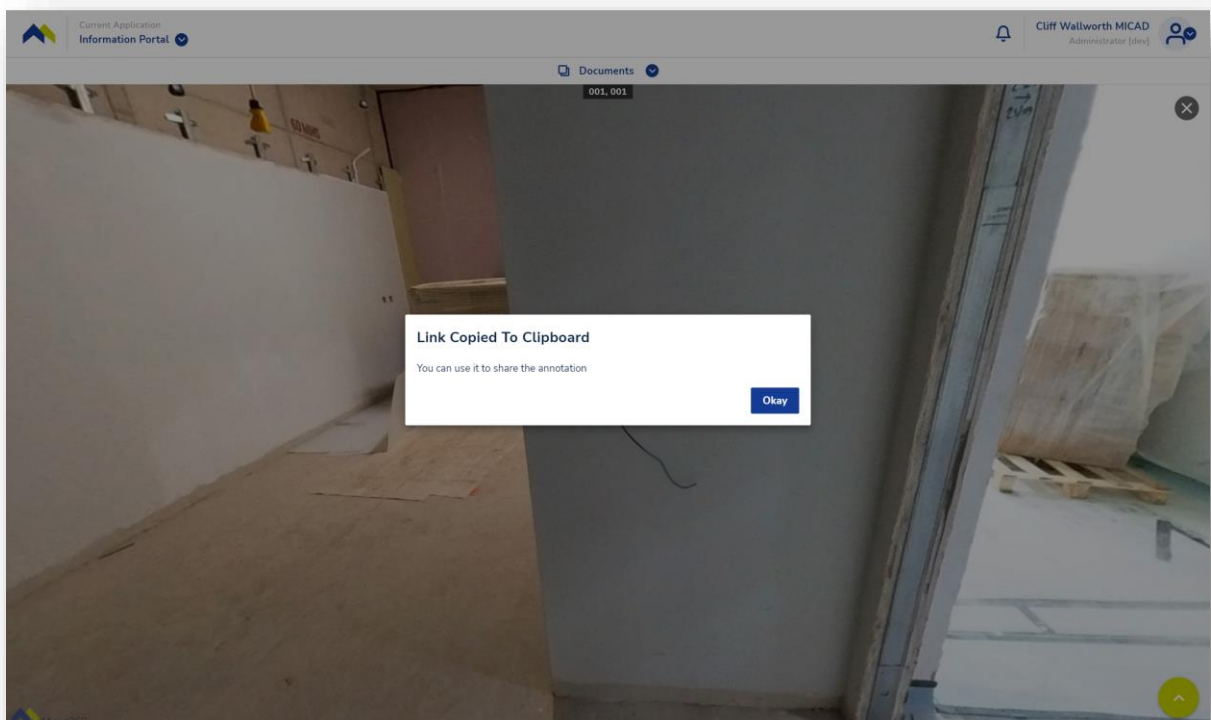 Current Application
Information Portal
Cliff Wallworth MICAD
Administrator [dev]
Documents
001, 001
Link Copied To Clipboard
You can use it to share the annotation
Okay